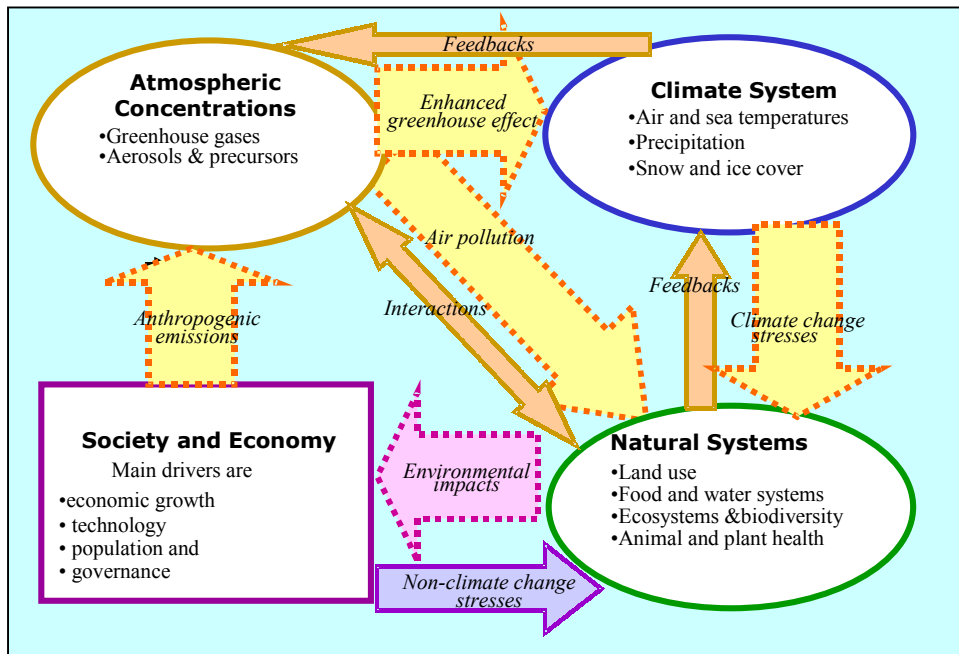 Feedbacks
Atmospheric
Concentrations
•Greenhouse gases
•Aerosols & precursors
Enhanced
greenhouse effect
Climate System
•Air and sea temperatures
•Precipitation
•Snow and ice cover
Air pollution
Interactions
Feedbacks
Climate change
stresses
Anthropogenic
emissions
Society and Economy
Main drivers are
•economic growth
• technology
• population and
• governance
Environmental
impacts
Natural Systems
•Land use
•Food and water systems
•Ecosystems &biodiversity
•Animal and plant health
Non-climate change
stresses